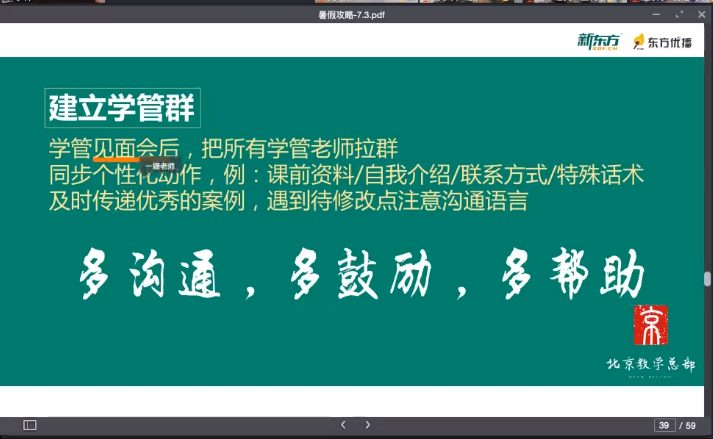 暑假攻略-7.3.pdf
新东方
XDF.CN
东方优播
建立学管群
学管见面会后，把所有学管老师拉群
一姗老师
同步个性化动作，例：课前资料/自我介绍/联系方式/特殊话术
及时传递优秀的案例，遇到待修改点注意沟通语言
多沟通，多鼓励，多帮助
京
北京教学总部
39 / 59